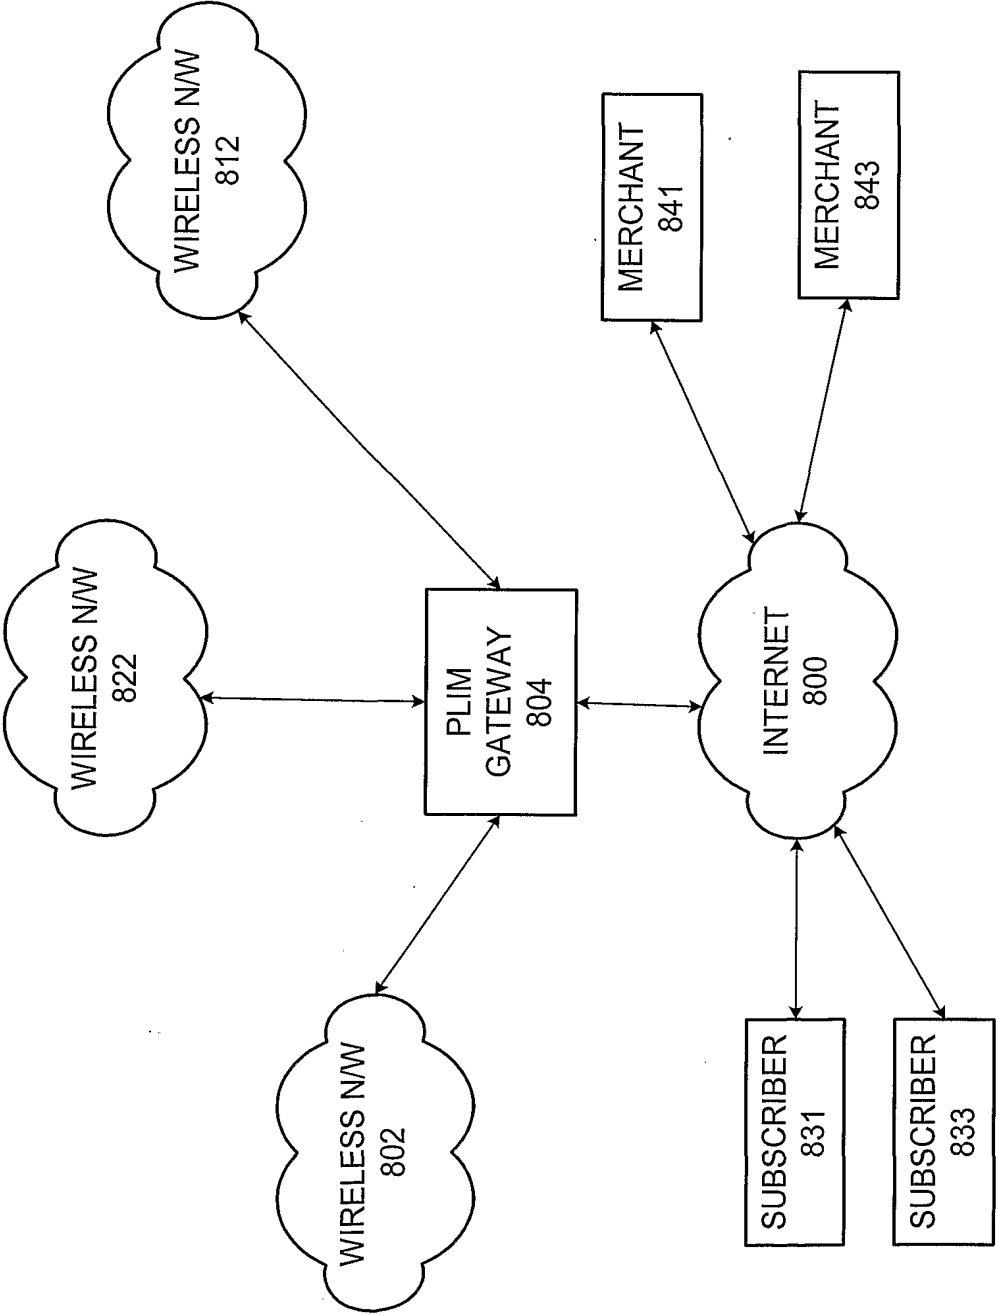 WIRELESS N/W
802
WIRELESS N/W
822
WIRELESS N/W
812
PLIM
GATEWAY
804
SUBSCRIBER
831
SUBSCRIBER
833
INTERNET
800
MERCHANT
841
MERCHANT
843